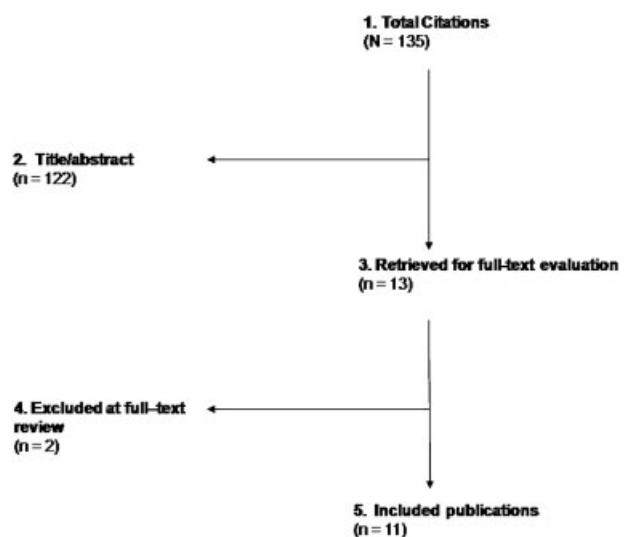 1. Total Citations
(N = 135)
2. Title/abstract
(n = 122)
3. Retrieved for full-text evaluation
(n = 13)
4. Excluded at full-text
review
(n = 2)
5. Included publications
(n = 11)